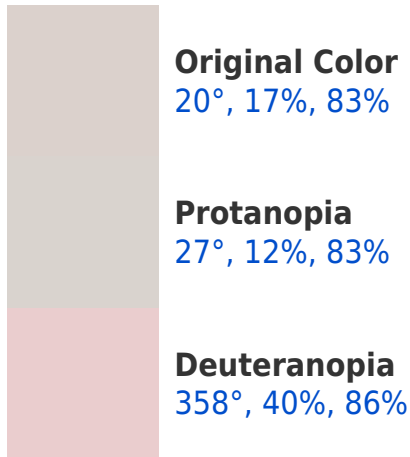 Original Color
20°, 17%, 83%
Protanopia
27°, 12%, 83%
Deuteranopia
358°, 40%, 86%